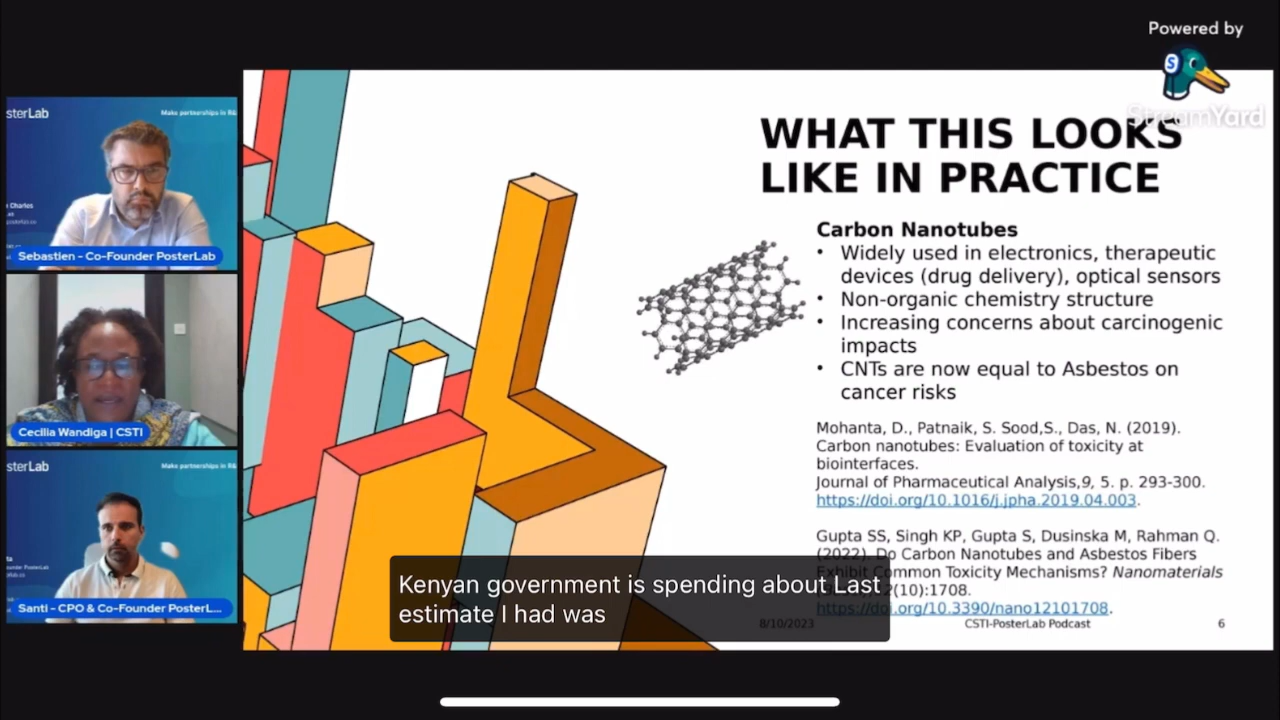 Powered by
StreamYard
sterLab
Make partnerships in R&
Charles
Sebastien - Co-Founder PosterLab
Cecilia Wandiga | CSTI
sterLab
Make partnerships in R&
Santi - CPO & Co-Founder PosterL...
WHAT THIS LOOKS
LIKE IN PRACTICE
Carbon Nanotubes
• Widely used in electronics, therapeutic
devices (drug delivery), optical sensors
• Non-organic chemistry structure
• Increasing concerns about carcinogenic
impacts
• CNTs are now equal to Asbestos on
cancer risks
Mohanta, D., Patnaik, S. Sood,S., Das, N. (2019).
Carbon nanotubes: Evaluation of toxicity at
biointerfaces.
Journal of Pharmaceutical Analysis,9, 5. p. 293-300.
https://doi.org/10.1016/j.jpha.2019.04.003.
Gupta SS, Singh KP, Gupta S, Dusinska M, Rahman Q.
(2022). Do Carbon Nanotubes and Asbestos Fibers
Exhibit Common Toxicity Mechanisms? Nanomaterials
2(10):1708.
https://doi.org/10.3390/nano12101708.
8/10/2023
CSTI-PosterLab Podcast
6
Kenyan government is spending about Last
estimate I had was